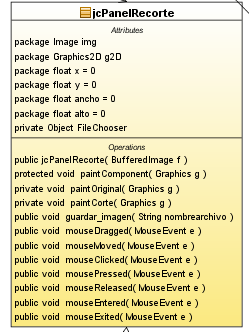 jcPanelRecorte
Attributes
package Image img
package Graphics2D g2D
package float x = 0
package float y = 0
package float ancho = 0
package float alto = 0
private Object FileChooser
Operations
public jcPanelRecorte( BufferedImage f )
protected void paintComponent( Graphics g )
private void paintOriginal( Graphics g )
private void paintCorte( Graphics g )
public void guardar_imagen( String nombrearchivo )
public void mouseDragged( MouseEvent e )
public void mouseMoved( MouseEvent e )
public void mouseClicked( MouseEvent e )
public void mousePressed( MouseEvent e )
public void mouseReleased( MouseEvent e )
public void mouseEntered( MouseEvent e )
public void mouseExited( MouseEvent e )